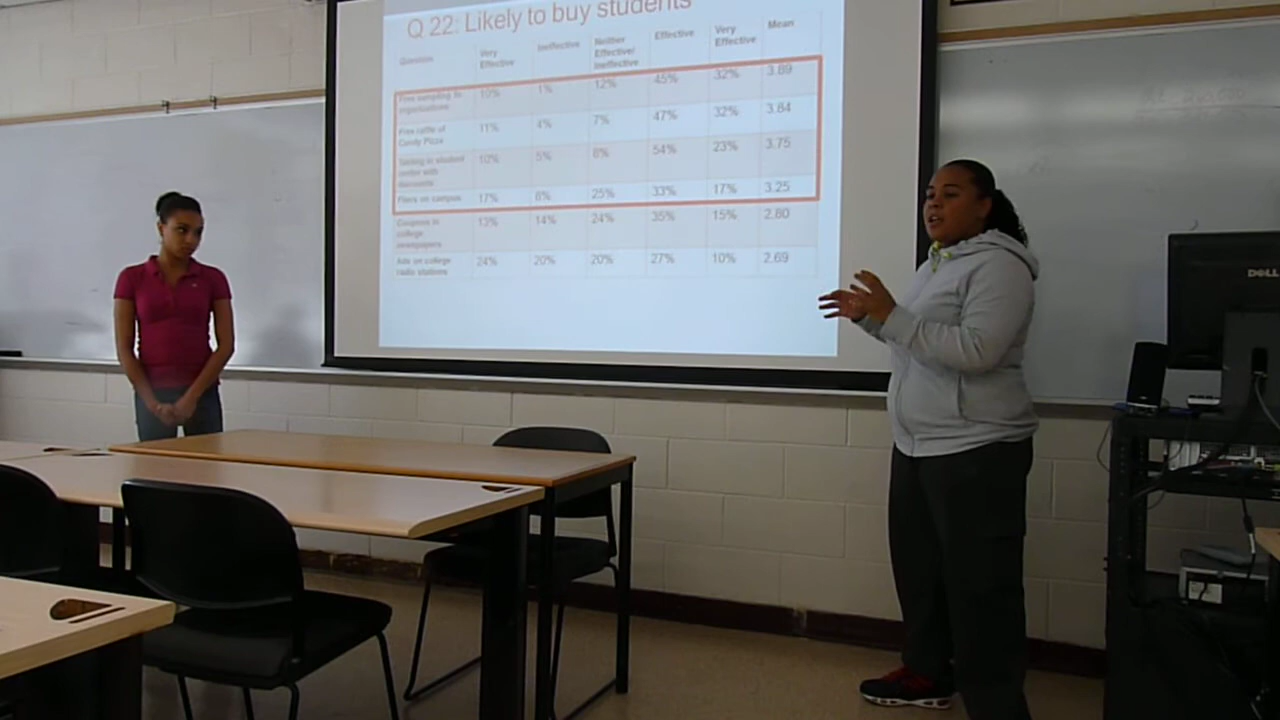 Q 22: Likely to buy students
Question Very Effective Ineffective Neither Effective/ Ineffective Effective Very Effective Mean
Free sampling to organizations 10% 1% 12% 45% 32% 3.89
Free raffle of Candy Pizza 11% 4% 7% 47% 32% 3.84
Tabling in student center with discounts 10% 5% 8% 54% 23% 3.75
Fliers on campus 17% 8% 25% 33% 17% 3.25
Coupons in college newspapers 13% 14% 24% 35% 15% 2.80
Ads on college radio stations 24% 20% 20% 27% 10% 2.69
DELL